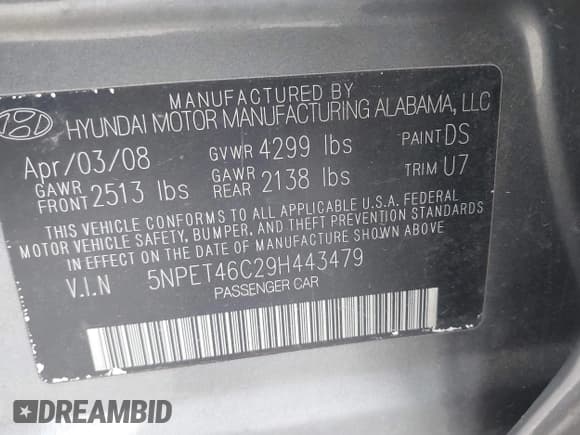 MANUFACTURED BY
HYUNDAI MOTOR MANUFACTURING ALABAMA, LLC
Apr/03/08 GVWR 4299 lbs PAINT DS
GAWR FRONT 2513 lbs GAWR REAR 2138 lbs TRIM U7
THIS VEHICLE CONFORMS TO ALL APPLICABLE U.S.A. FEDERAL
MOTOR VEHICLE SAFETY, BUMPER, AND THEFT PREVENTION STANDARDS
IN EFFECT ON THE DATE OF MANUFACTURE SHOWN ABOVE
V.I.N 5NPET46C29H443479
PASSENGER CAR
DREAMBID